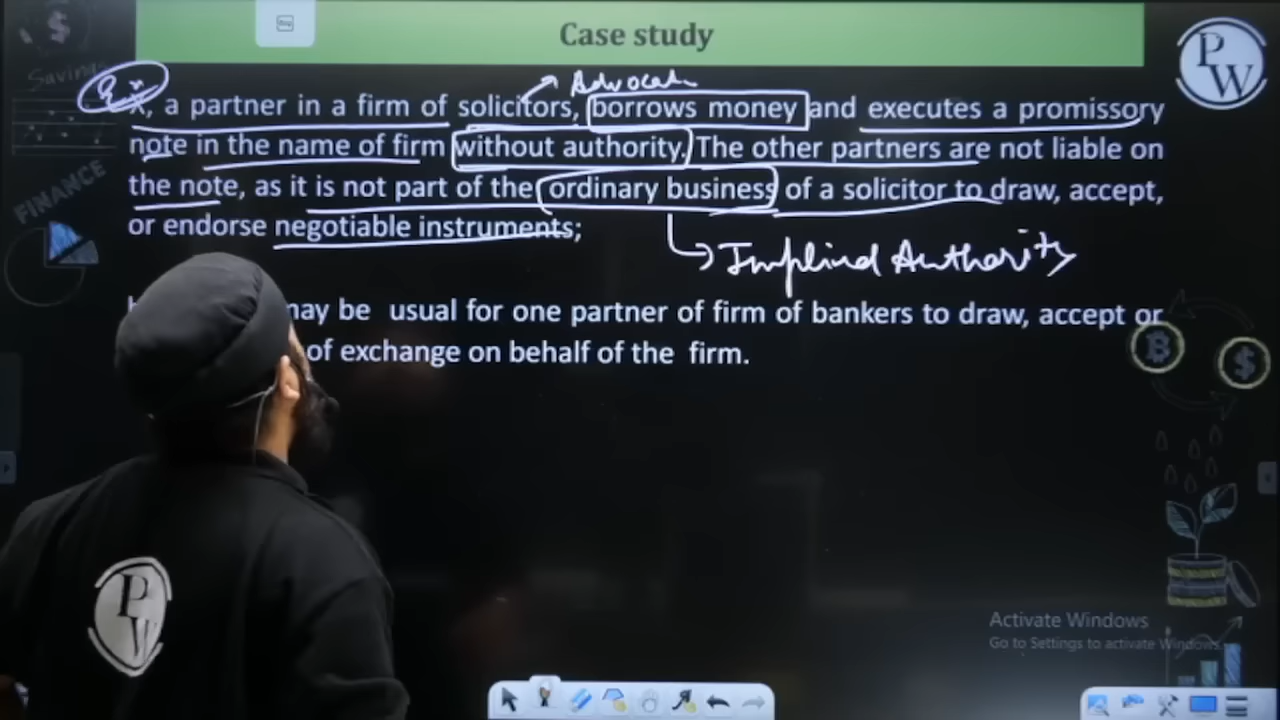 Case study
Advocate
X, a partner in a firm of solicitors, borrows money and executes a promissory
note in the name of firm without authority. The other partners are not liable on
the note, as it is not part of the ordinary business of a solicitor to draw, accept,
or endorse negotiable instruments;
Implied Authority
may be usual for one partner of firm of bankers to draw, accept or
of exchange on behalf of the firm.
Saving
FINANCE
PW
PW
Activate Windows
Go to Settings to activate Windows.